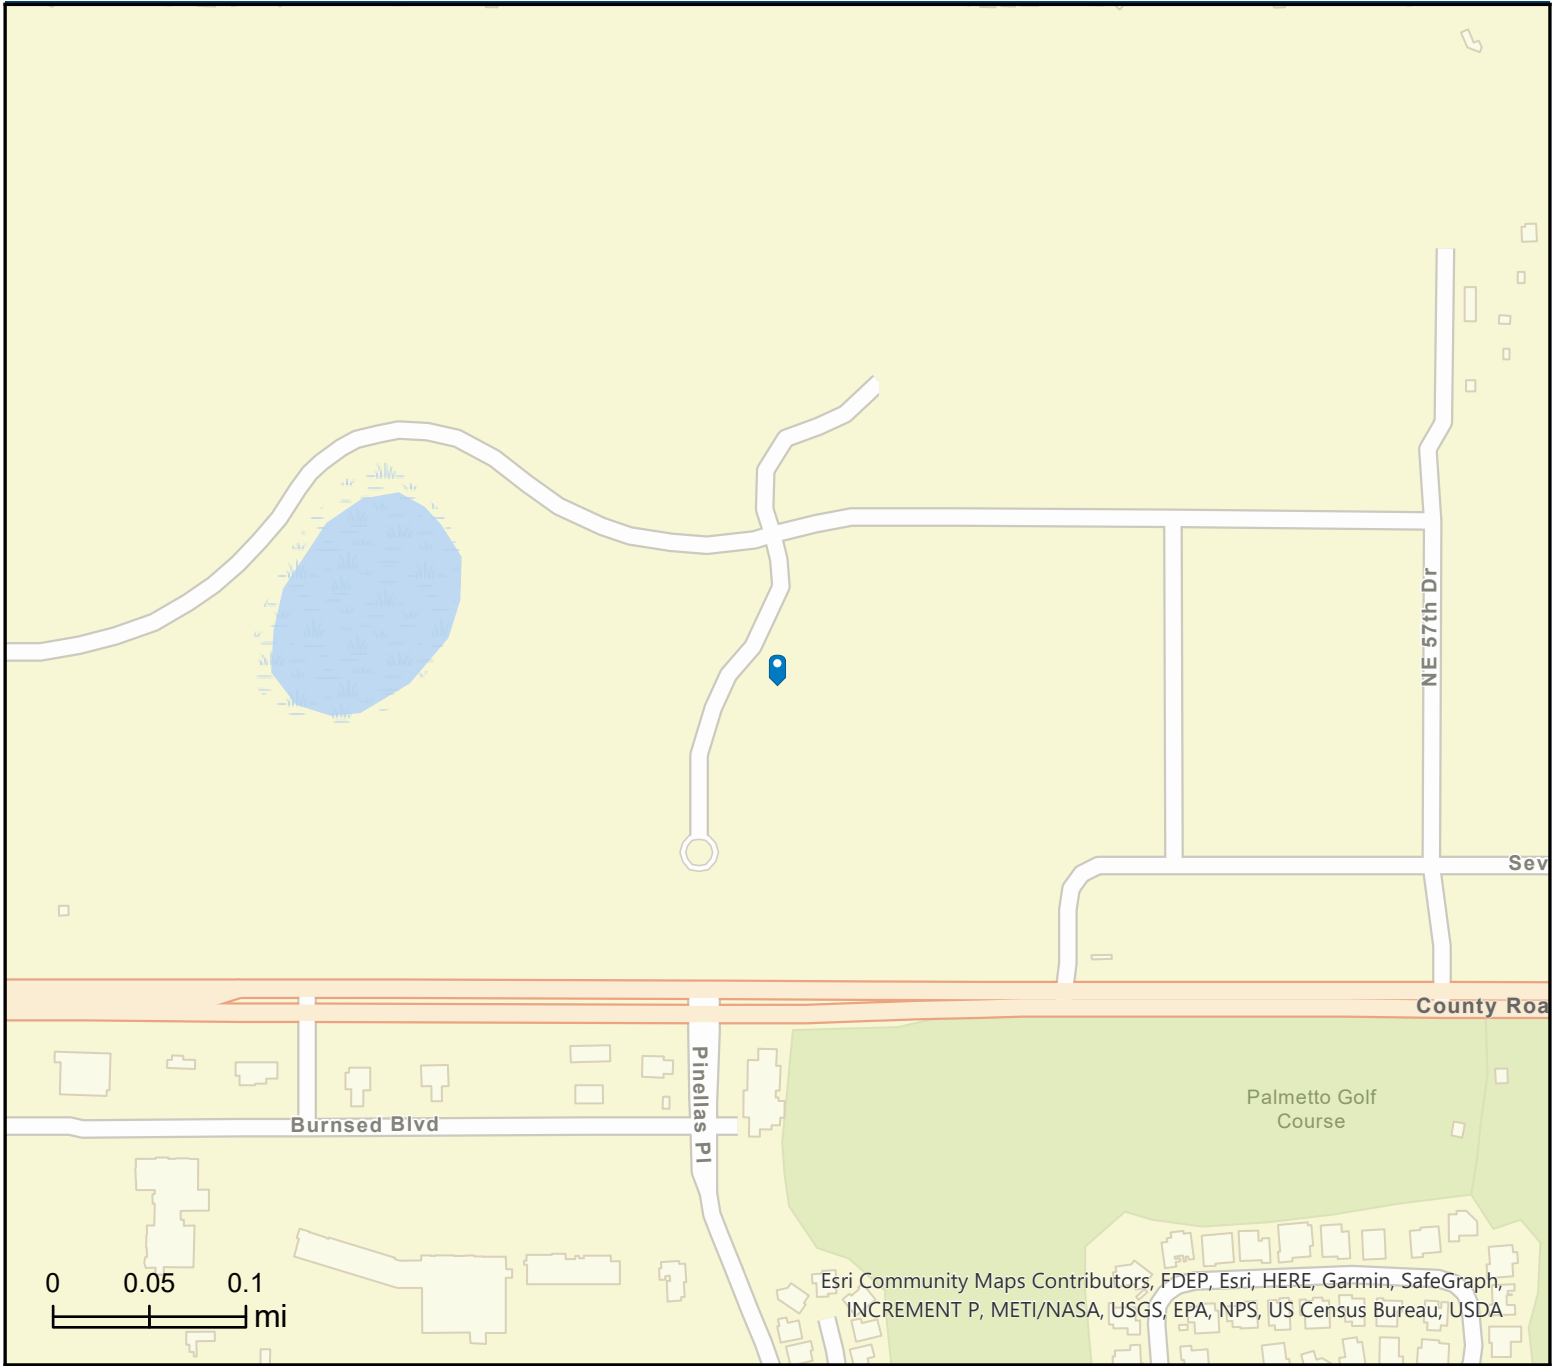 NE 57th Dr
Sev
County Roa
Pinellas Pl
Palmetto Golf
Course
Burnsed Blvd
0 0.05 0.1
mi
Esri Community Maps Contributors, FDEP, Esri, HERE, Garmin, SafeGraph,
INCREMENT P, METI/NASA, USGS, EPA, NPS, US Census Bureau, USDA